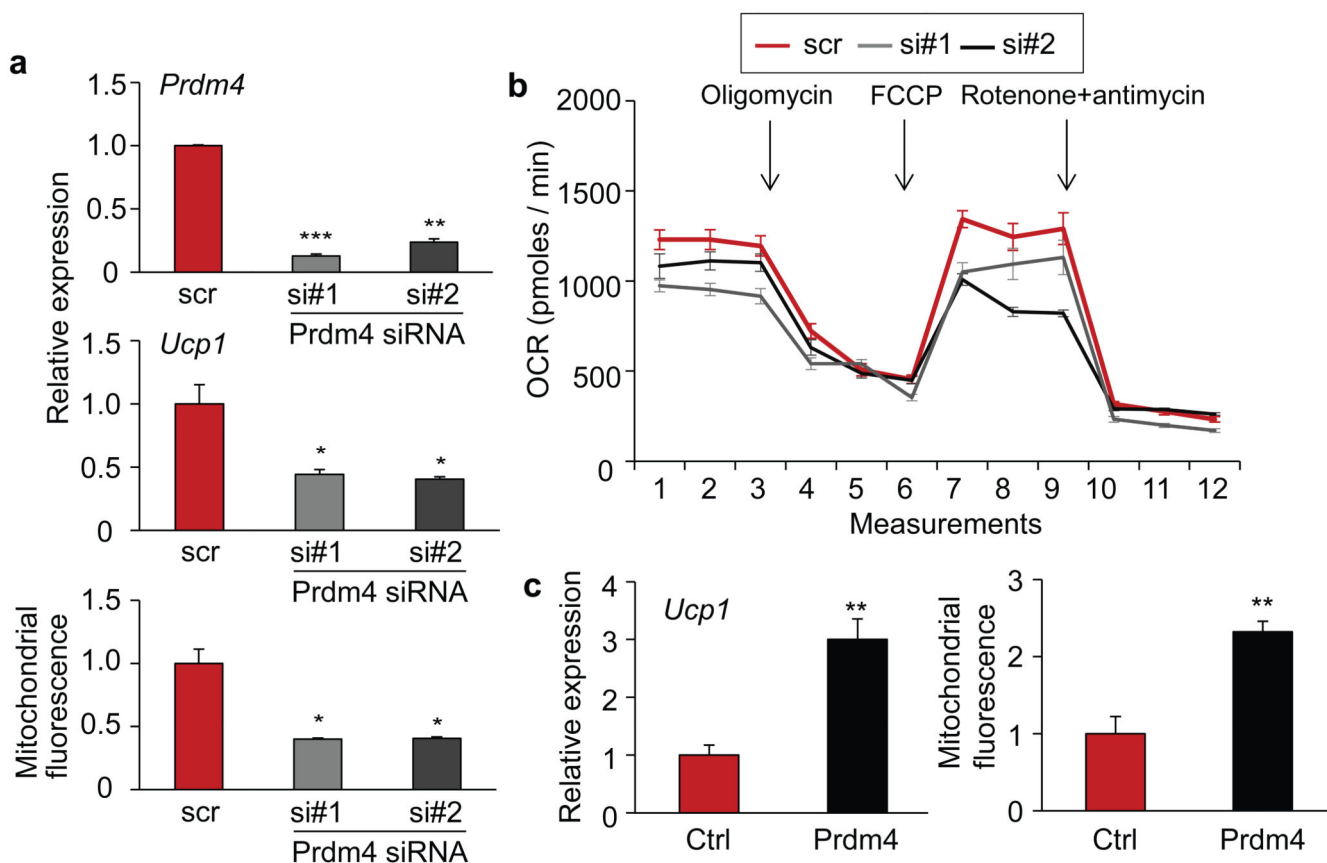 scr si#1 si#2
a
Prdm4
Relative expression
1.5
1.0
0.5
0
***
**
scr
si#1
si#2
Prdm4 siRNA
Ucp1
1.5
1.0
0.5
0
*
*
scr
si#1
si#2
Prdm4 siRNA
Mitochondrial
fluorescence
1.5
1.0
0.5
0
*
*
scr
si#1
si#2
Prdm4 siRNA
b
Oligomycin
FCCP
Rotenone+antimycin
OCR (pmoles / min)
2000
1500
1000
500
0
1 2 3 4 5 6 7 8 9 10 11 12
Measurements
c
Ucp1
Relative expression
4
3
2
1
0
**
Ctrl
Prdm4
Mitochondrial
fluorescence
3
2
1
0
**
Ctrl
Prdm4